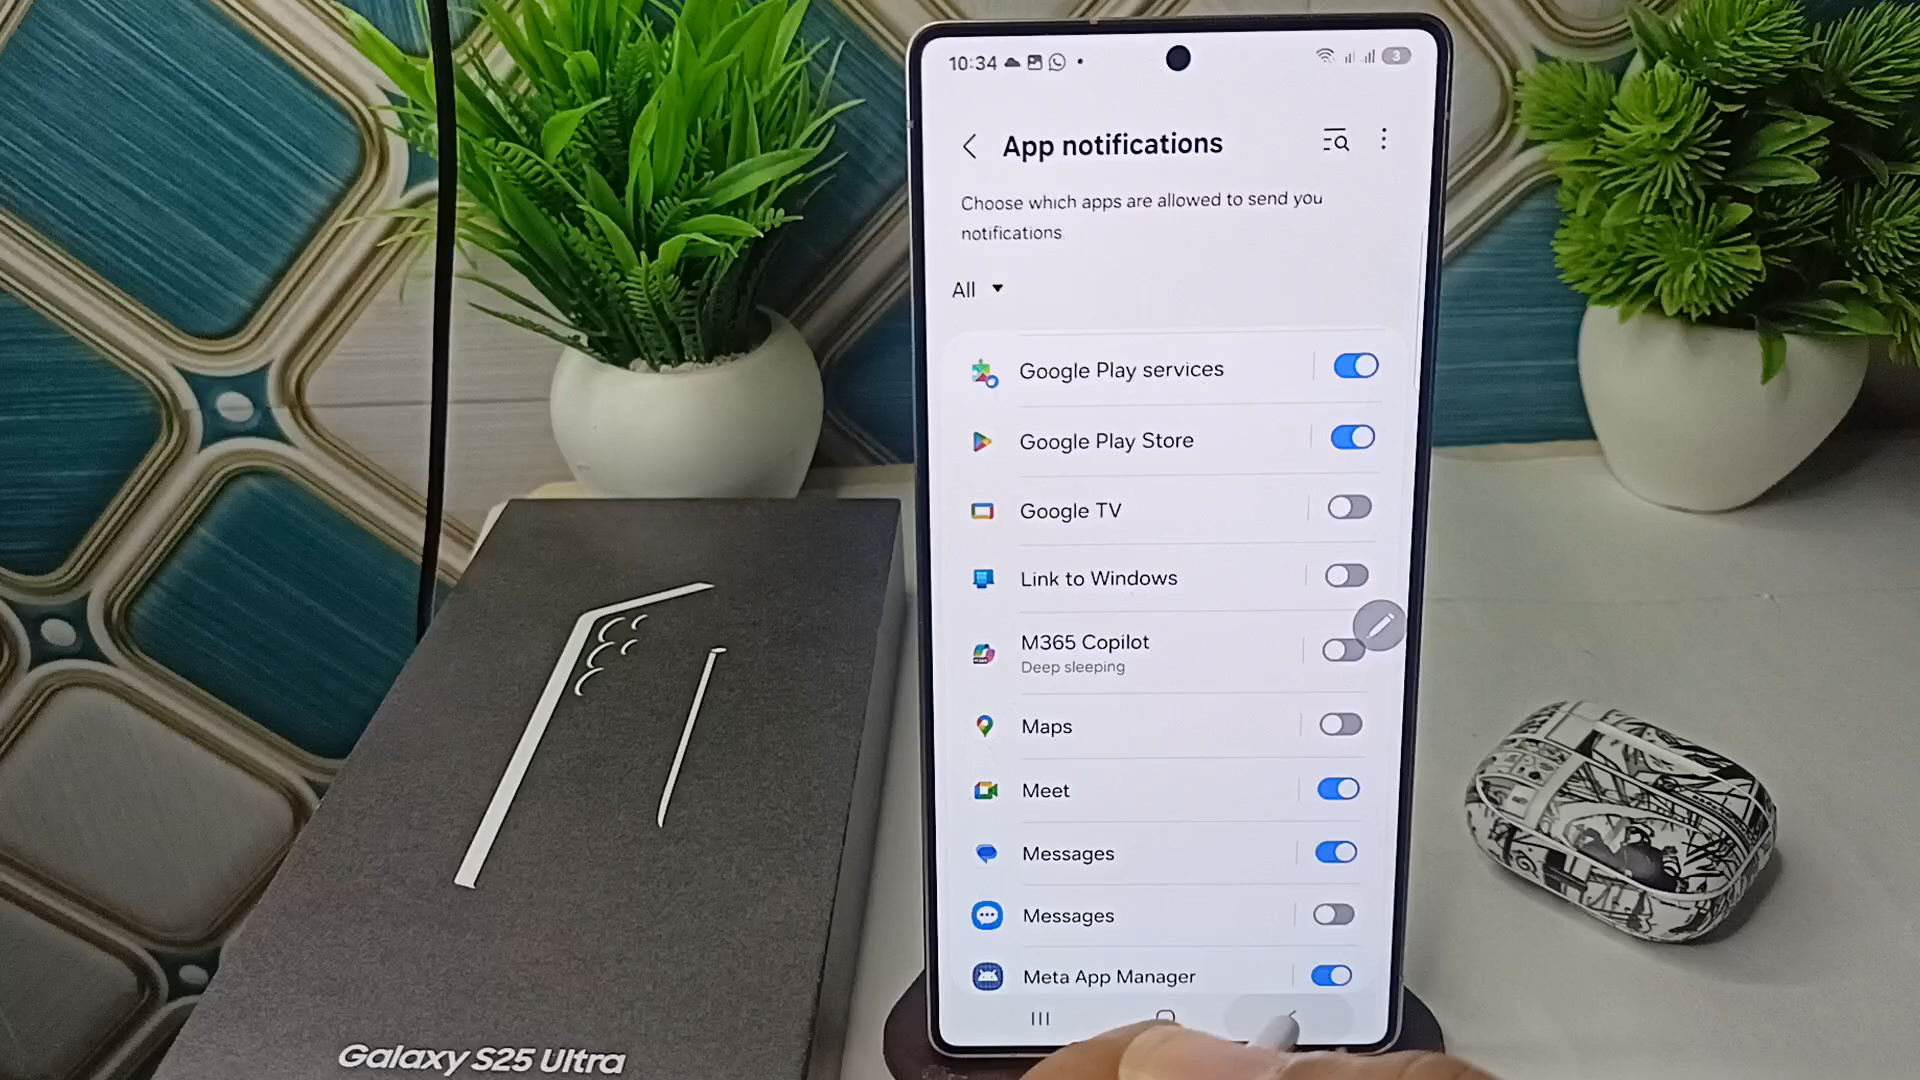 10:34
3
App notifications
Choose which apps are allowed to send you
notifications.
All
Google Play services
Google Play Store
Google TV
Link to Windows
M365 Copilot
Deep sleeping
Maps
Meet
Messages
Messages
Meta App Manager
Galaxy S25 Ultra